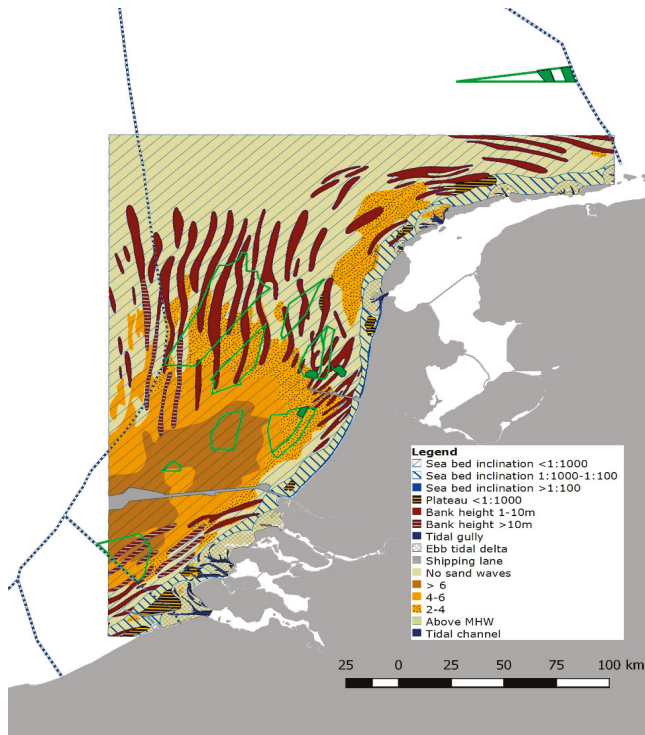 Legend
Sea bed inclination <1:1000
Sea bed inclination 1:1000-1:100
Sea bed inclination >1:100
Plateau <1:1000
Bank height 1-10m
Bank height >10m
Tidal gully
Ebb tidal delta
Shipping lane
No sand waves
> 6
4-6
2-4
Above MHW
Tidal channel
25 0 25 50 75 100 km